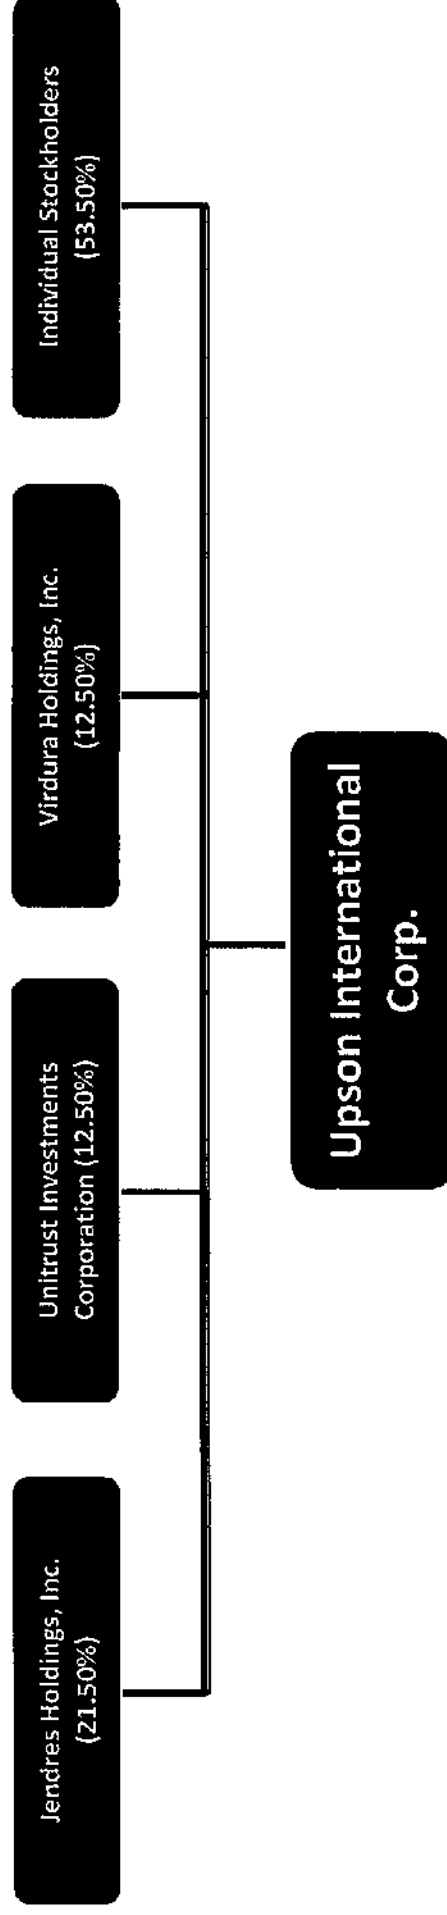 Jendres Holdings, Inc.
(21.50%)
Unitrust Investments
Corporation (12.50%)
Virdura Holdings, Inc.
(12.50%)
Individual Stockholders
(53.50%)
Upson International
Corp.